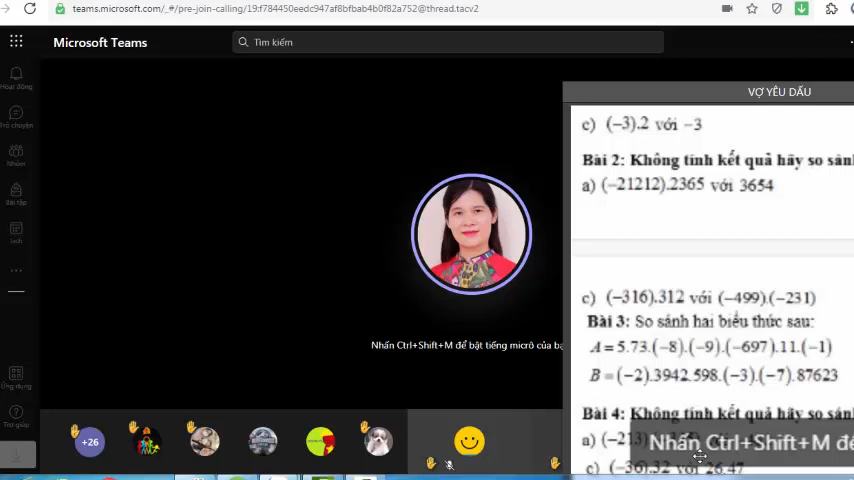 teams.microsoft.com/_#/pre-join-calling/19:f784450eedc947af8bfbab4b0f82a752@thread.tacv2
Microsoft Teams
Tìm kiếm
Hoạt động
Trò chuyện
Nhóm
Bài tập
Lịch
Ứng dụng
Trợ giúp
Nhấn Ctrl+Shift+M để bật tiếng micrô của bạ
+26
VỢ YÊU DẤU
c) (−3).2 với −3
Bài 2: Không tính kết quả hãy so sán
a) (−21212).2365 với 3654
c) (−316).312 với (−499).(−231)
Bài 3: So sánh hai biểu thức sau:
A = 5.73.(−8).(−9).(−697).11.(−1)
B = (−2).3942.598.(−3).(−7).87623
Bài 4: Không tính kết quả hãy so sán
a) (−213)
Nhấn Ctrl+Shift+M để
c) (−36).32 với 26.47